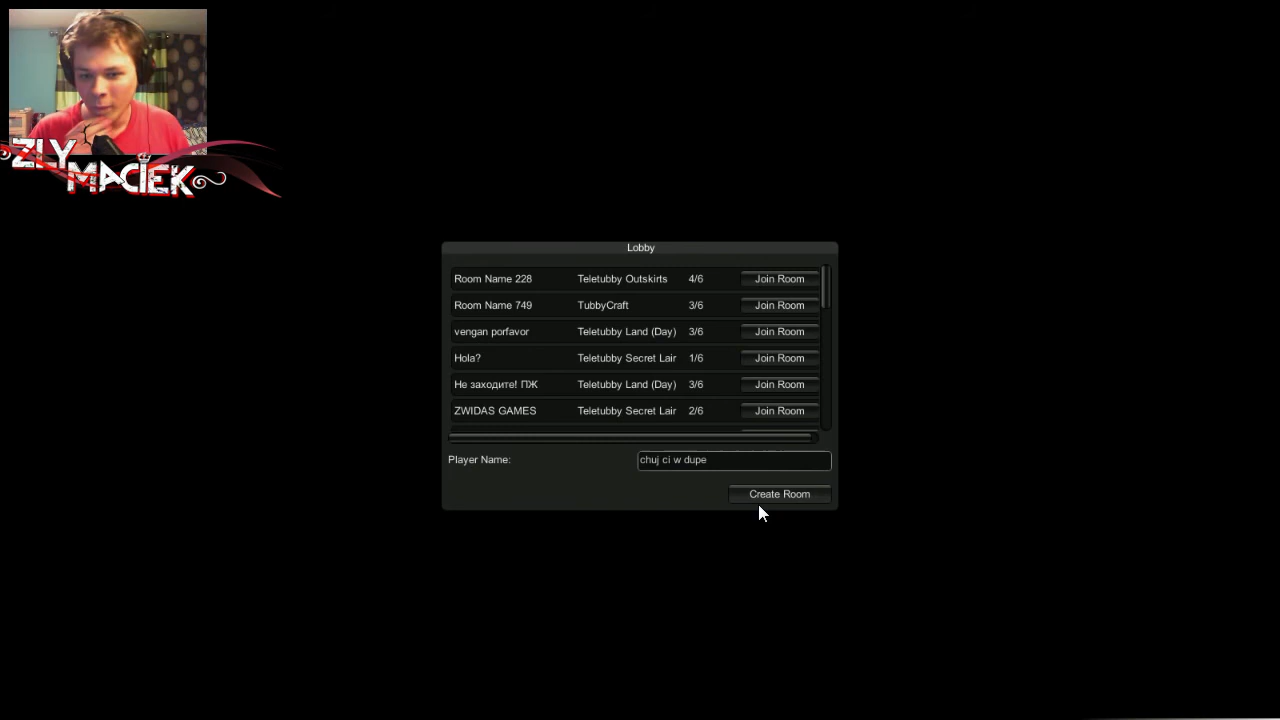 ZLY
MACIEK
Lobby
Room Name 228 Teletubby Outskirts 4/6 Join Room
Room Name 749 TubbyCraft 3/6 Join Room
vengan porfavor Teletubby Land (Day) 3/6 Join Room
Hola? Teletubby Secret Lair 1/6 Join Room
Не заходите! ПЖ Teletubby Land (Day) 3/6 Join Room
ZWIDAS GAMES Teletubby Secret Lair 2/6 Join Room
Player Name: chuj ci w dupe
Create Room